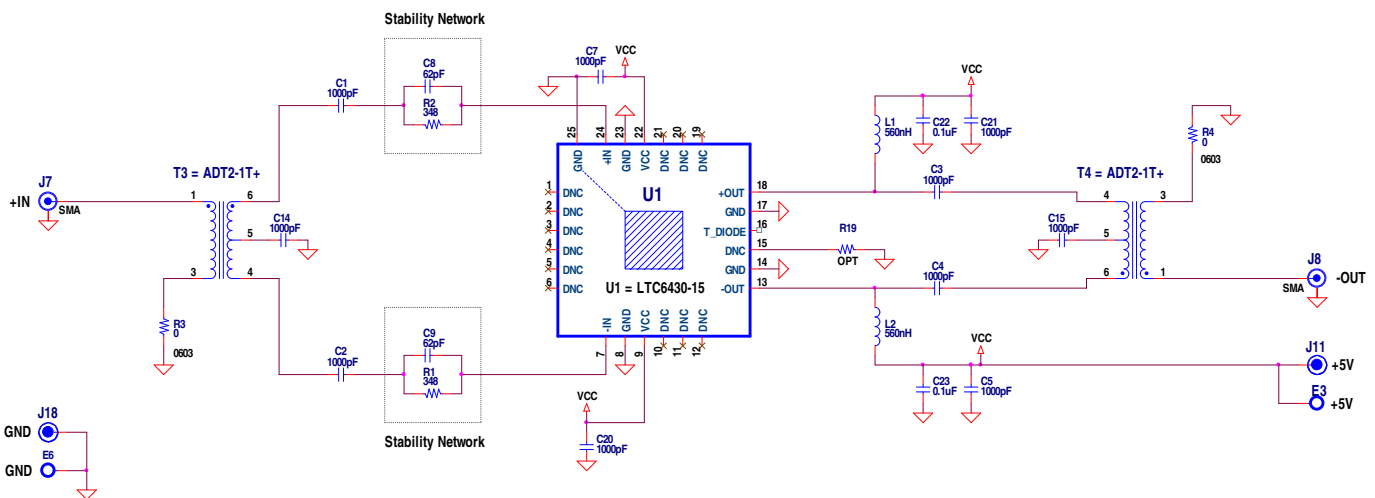 Stability Network
C8
62pF
R2
348
C1
1000pF
C7
1000pF
VCC
25
24
23
22
21
20
19
GND
+IN
GND
VCC
DNC
DNC
DNC
VCC
L1
560nH
C22
0.1uF
C21
1000pF
R4
0
0603
T3 = ADT2-1T+
J7
+IN
SMA
1
6
C14
1000pF
5
3
4
R3
0
0603
1
DNC
2
DNC
3
DNC
4
DNC
5
DNC
6
DNC
U1
U1 = LTC6430-15
+OUT
18
GND
17
T_DIODE
16
DNC
15
GND
14
-OUT
13
R19
OPT
C3
1000pF
C4
1000pF
T4 = ADT2-1T+
4
3
C15
1000pF
5
6
1
J8
-OUT
SMA
-IN
GND
VCC
DNC
DNC
DNC
7
8
9
10
11
12
C2
1000pF
C9
62pF
R1
348
Stability Network
VCC
C20
1000pF
L2
560nH
VCC
C23
0.1uF
C5
1000pF
J11
+5V
E3
+5V
J18
GND
E6
GND